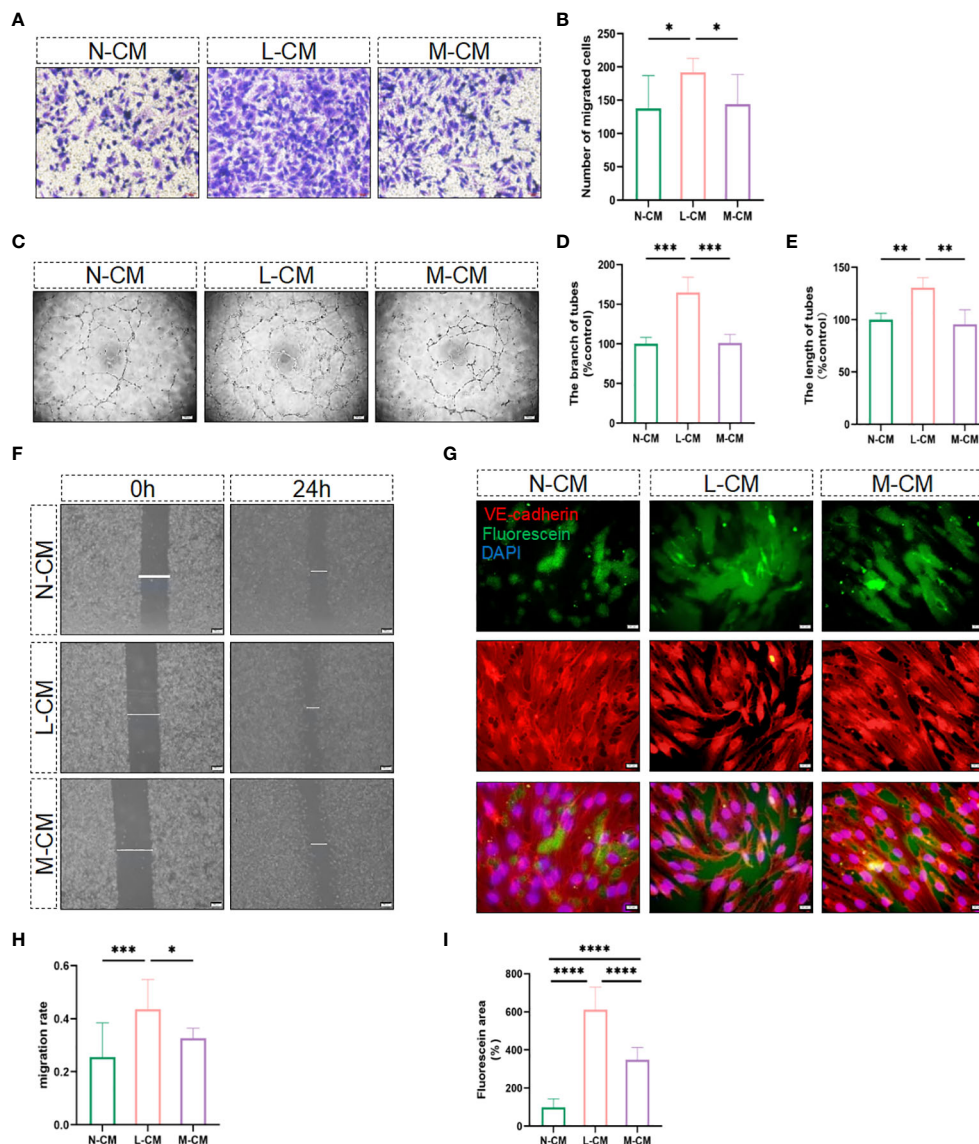 A
N-CM
L-CM
M-CM
B
Number of migrated cells
250
200
150
100
50
0
* *
N-CM L-CM M-CM
C
N-CM
L-CM
M-CM
D
The branch of tubes
(%control)
200
150
100
50
0
*** ***
N-CM L-CM M-CM
E
The length of tubes
(%control)
150
100
50
0
** **
N-CM L-CM M-CM
F
0h
24h
N-CM
L-CM
M-CM
G
N-CM
L-CM
M-CM
VE-cadherin
Fluorescein
DAPI
H
migration rate
0.6
0.4
0.2
0.0
*** *
N-CM L-CM M-CM
I
Fluorescein area
(%)
800
600
400
200
0
****
**** ****
N-CM L-CM M-CM